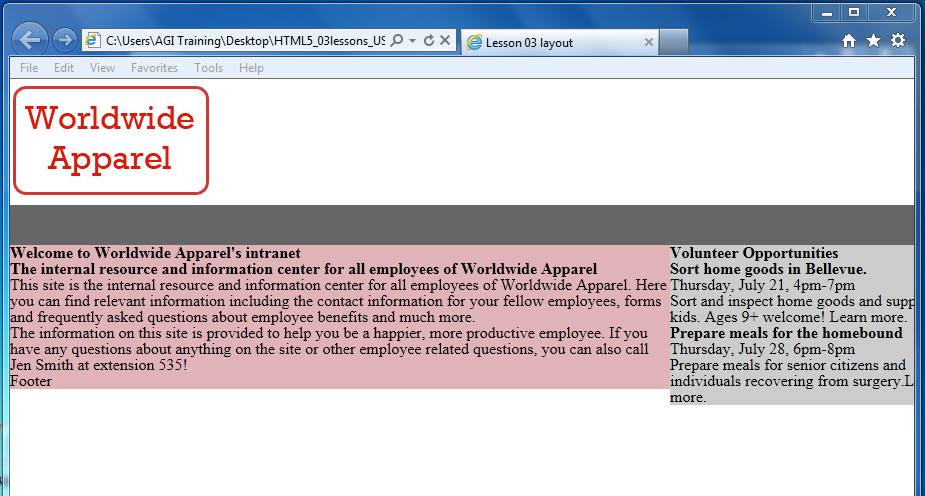 C:\Users\AGI Training\Desktop\HTML5_03lessons_US
Lesson 03 layout
File Edit View Favorites Tools Help
Worldwide
Apparel
Welcome to Worldwide Apparel's intranet
The internal resource and information center for all employees of Worldwide Apparel
This site is the internal resource and information center for all employees of Worldwide Apparel. Here
you can find relevant information including the contact information for your fellow employees, forms
and frequently asked questions about employee benefits and much more.
The information on this site is provided to help you be a happier, more productive employee. If you
have any questions about anything on the site or other employee related questions, you can also call
Jen Smith at extension 535!
Footer
Volunteer Opportunities
Sort home goods in Bellevue.
Thursday, July 21, 4pm-7pm
Sort and inspect home goods and supp
kids. Ages 9+ welcome! Learn more.
Prepare meals for the homebound
Thursday, July 28, 6pm-8pm
Prepare meals for senior citizens and
individuals recovering from surgery.L
more.